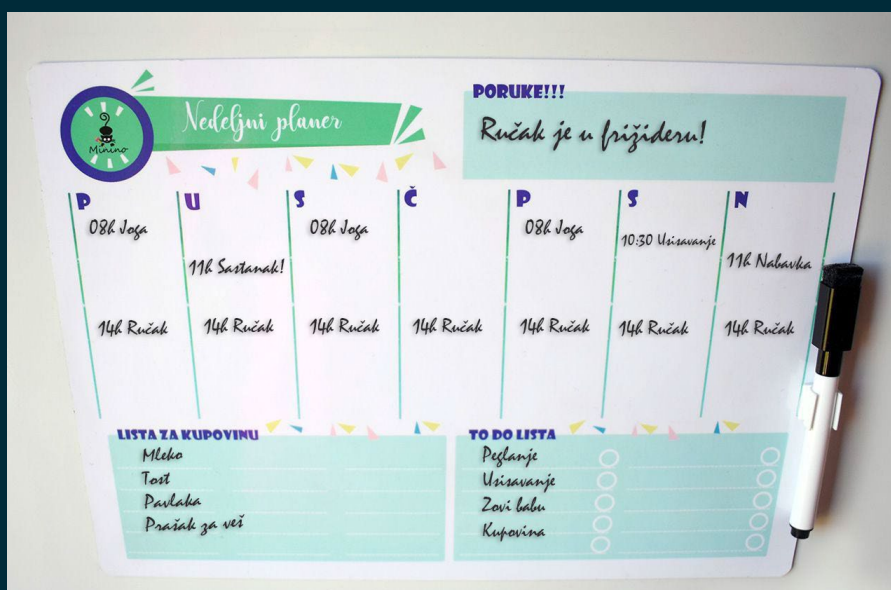 Minino
Nedeljni planer
PORUKE!!!
Ručak je u frižideru!
P U S Č P S N
08h Joga 08h Joga 08h Joga
10:30 Usisavanje
11h Sastanak! 11h Nabavka
14h Ručak 14h Ručak 14h Ručak 14h Ručak 14h Ručak 14h Ručak 14h Ručak
LISTA ZA KUPOVINU
Mleko
Tost
Pavlaka
Prašak za veš
TO DO LISTA
Peglanje
Usisavanje
Zovi babu
Kupovina